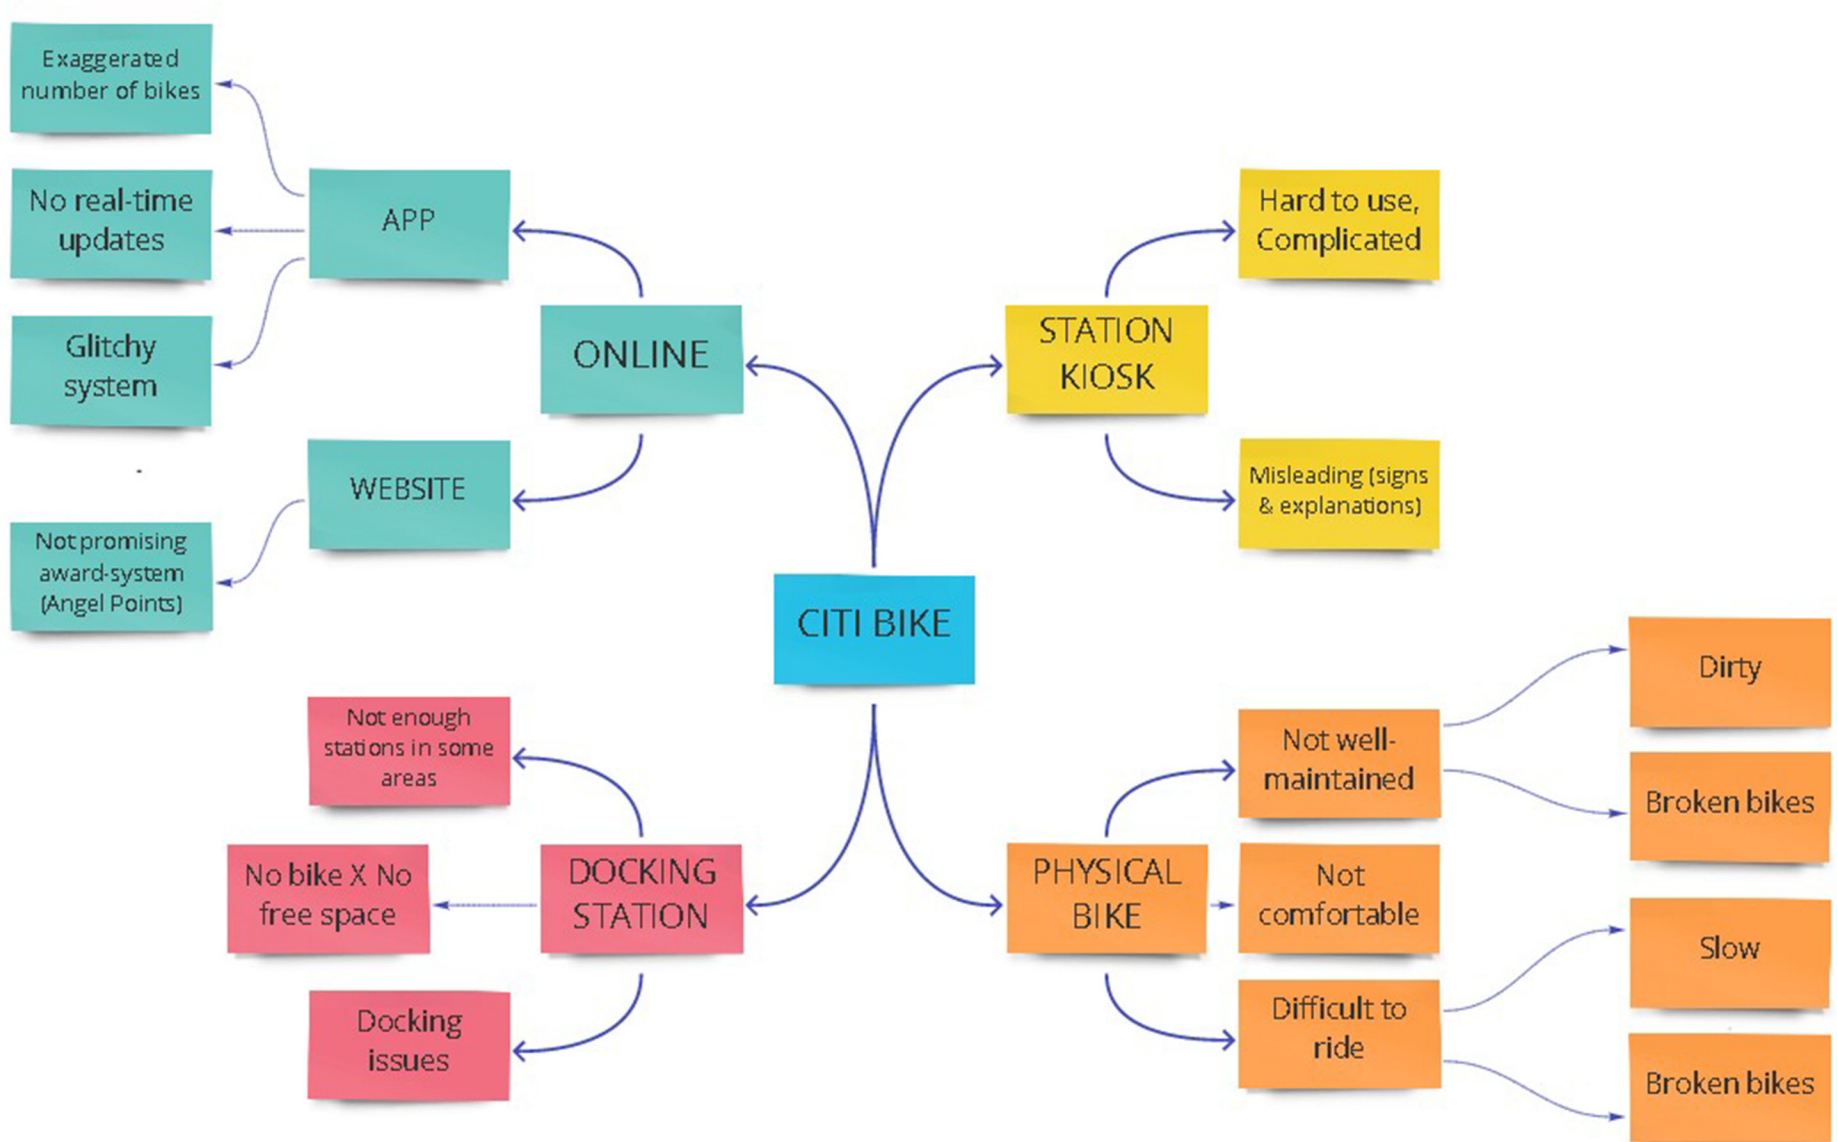 Exaggerated
number of bikes
No real-time
updates
APP
Glitchy
system
ONLINE
WEBSITE
Not promising
award-system
(Angel Points)
Hard to use,
Complicated
STATION
KIOSK
Misleading (signs
& explanations)
CITI BIKE
Not enough
stations in some
areas
No bike X No
free space
DOCKING
STATION
Docking
issues
PHYSICAL
BIKE
Not well-
maintained
Dirty
Broken bikes
Not
comfortable
Difficult to
ride
Slow
Broken bikes